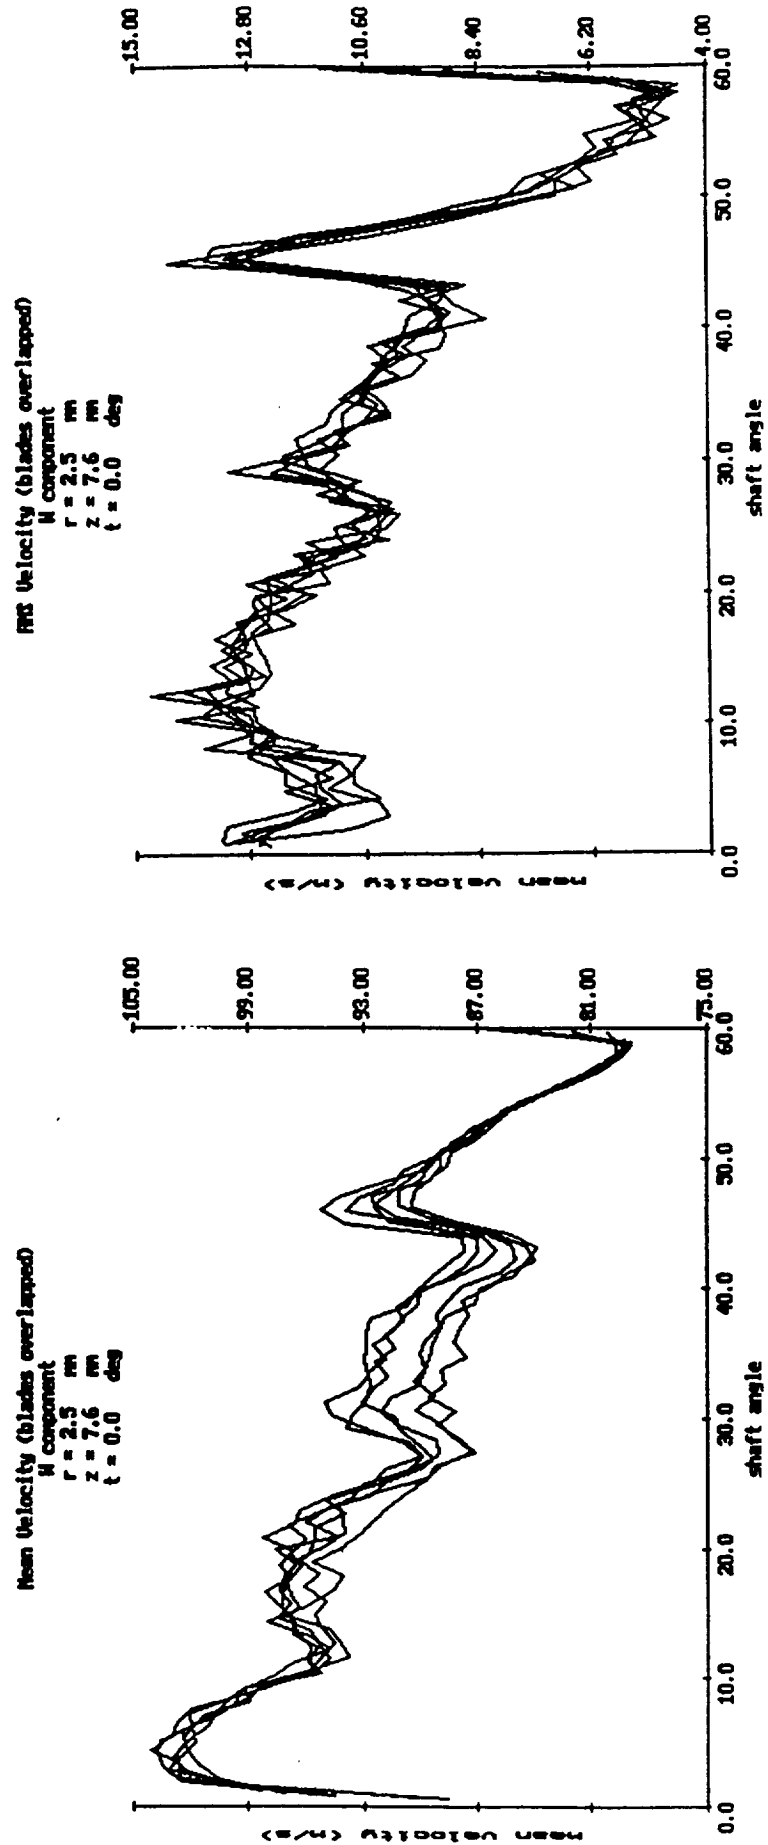 Mean Velocity (blades overlapped)
W component
r = 2.5 mm
z = 7.6 mm
t = 0.0 deg
mean velocity (m/s)
105.00
99.00
93.00
87.00
81.00
75.00
0.0
10.0
20.0
30.0
40.0
50.0
60.0
shaft angle
RMS Velocity (blades overlapped)
W component
r = 2.5 mm
z = 7.6 mm
t = 0.0 deg
mean velocity (m/s)
15.00
12.80
10.60
8.40
6.20
4.00
0.0
10.0
20.0
30.0
40.0
50.0
60.0
shaft angle